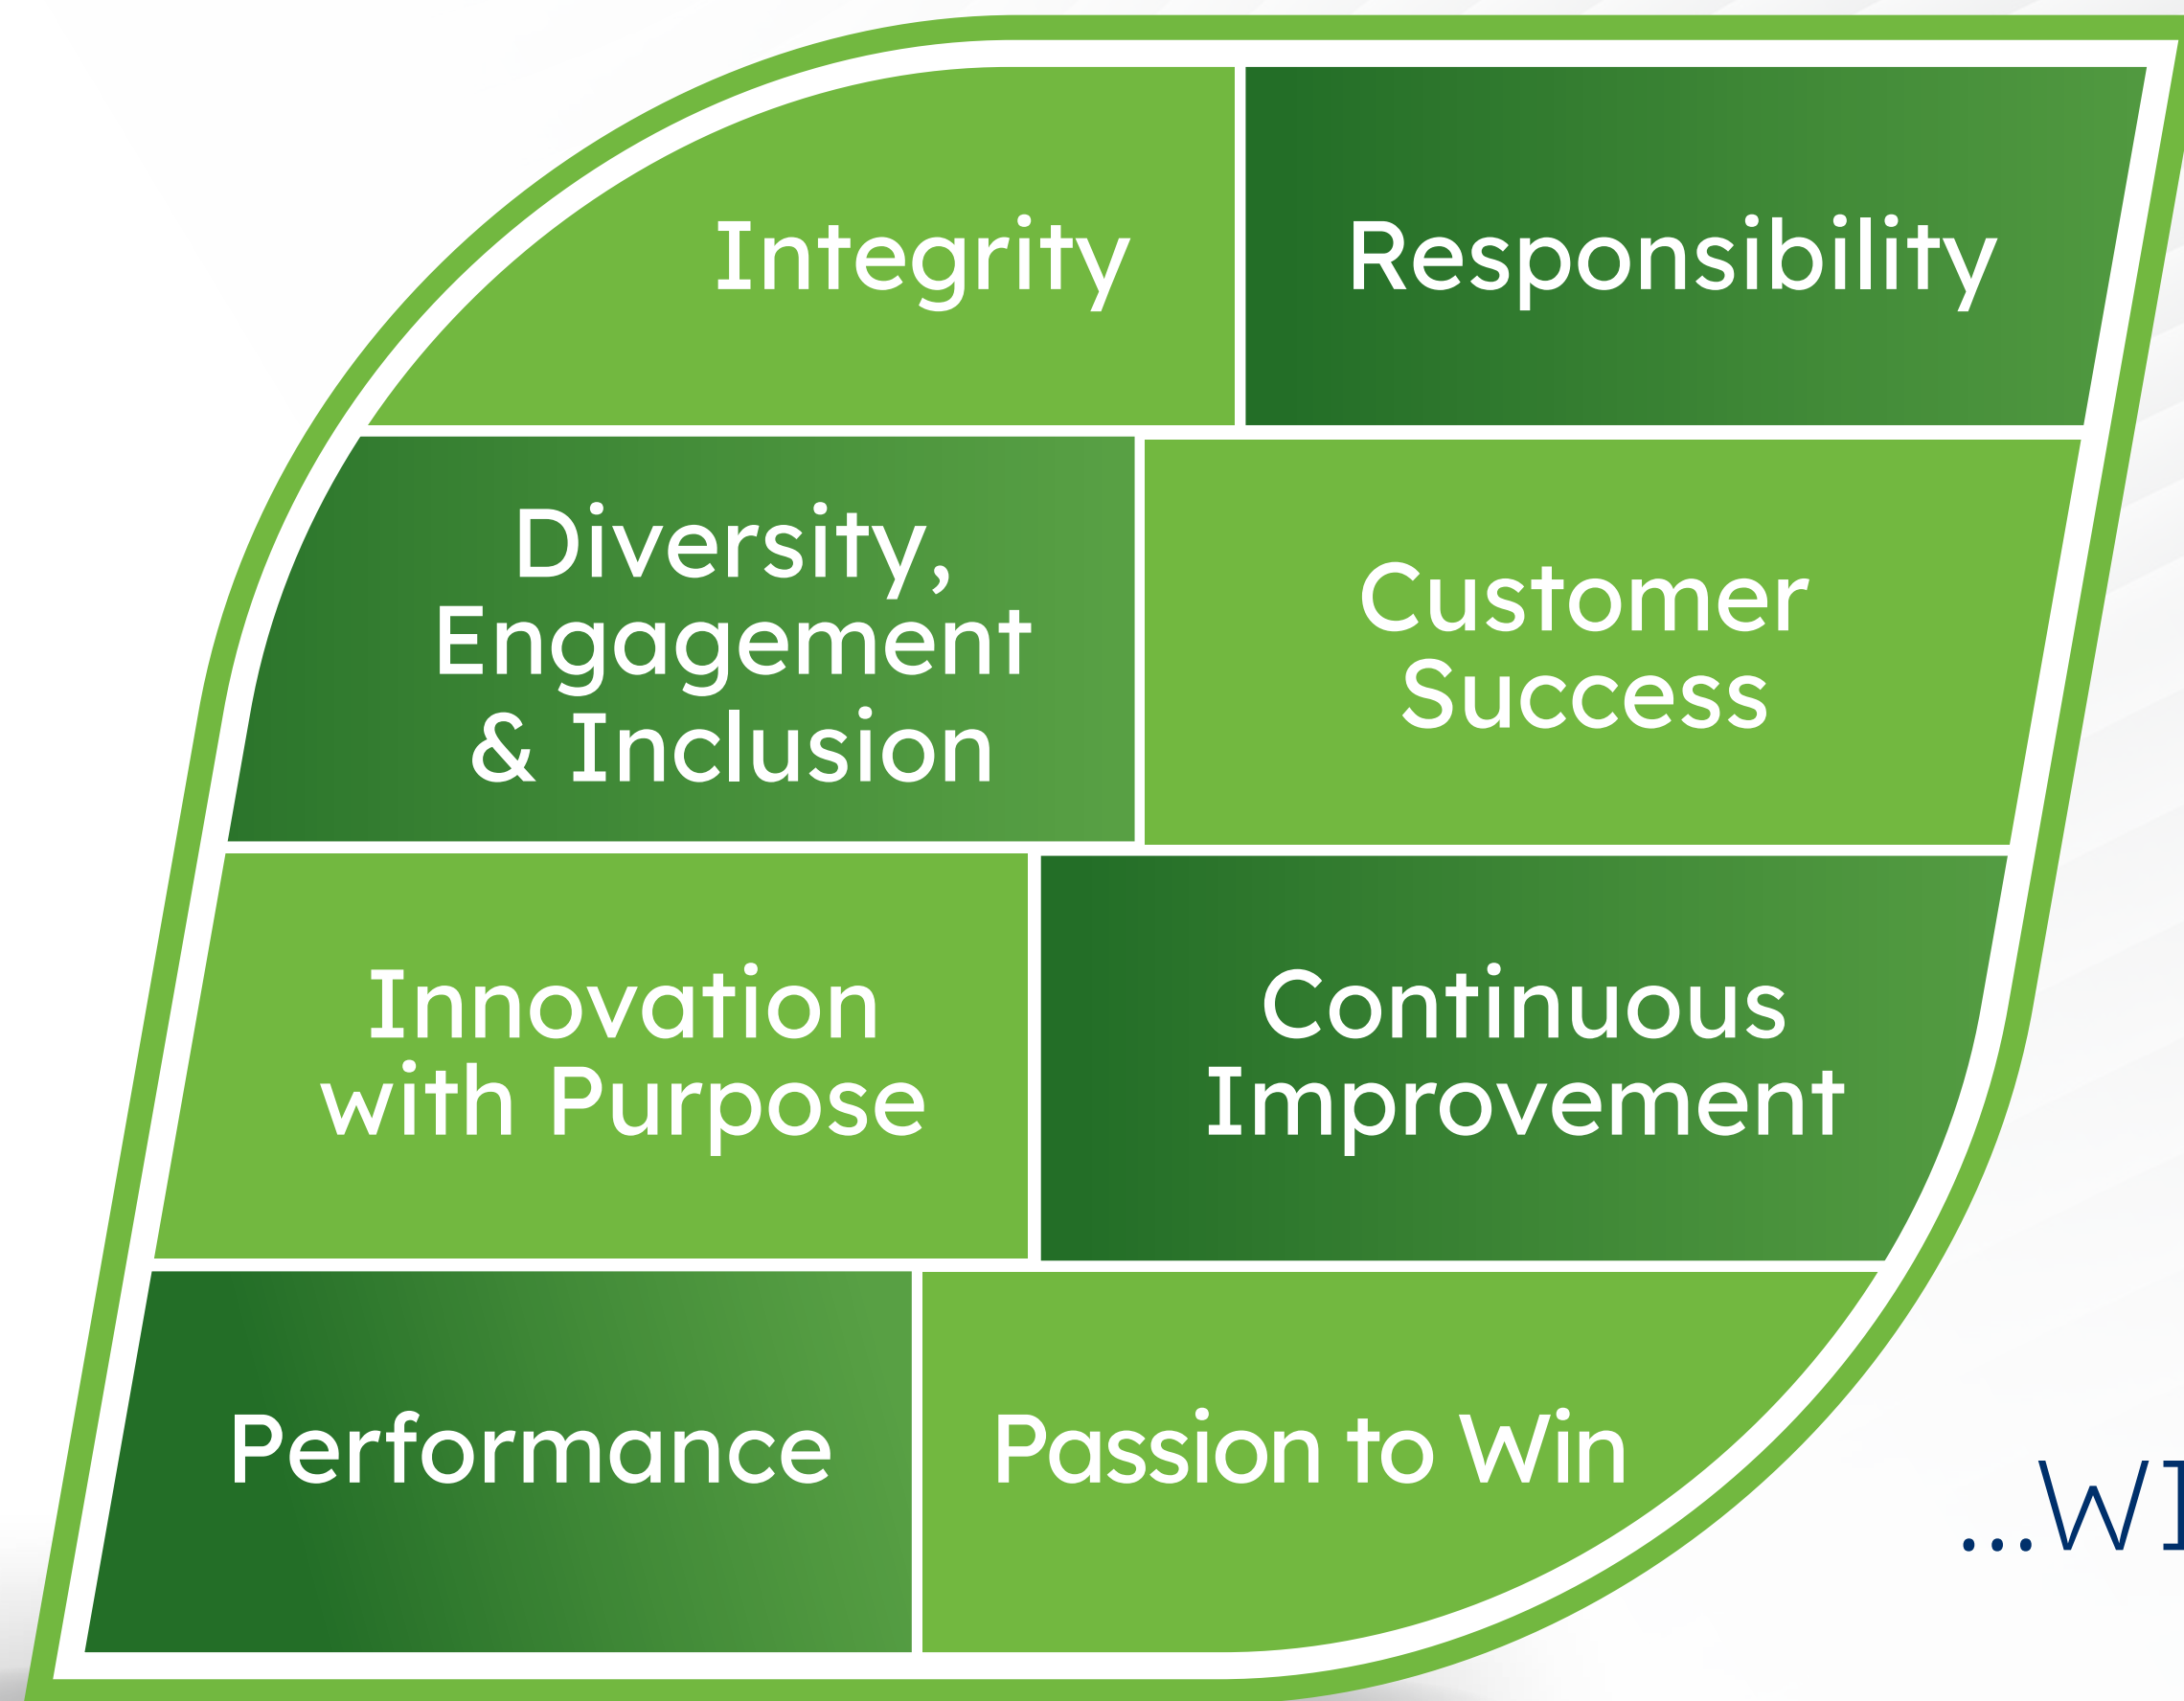 Integrity
Responsibility
Diversity,
Engagement
& Inclusion
Customer
Success
Innovation
with Purpose
Continuous
Improvement
Performance
Passion to Win